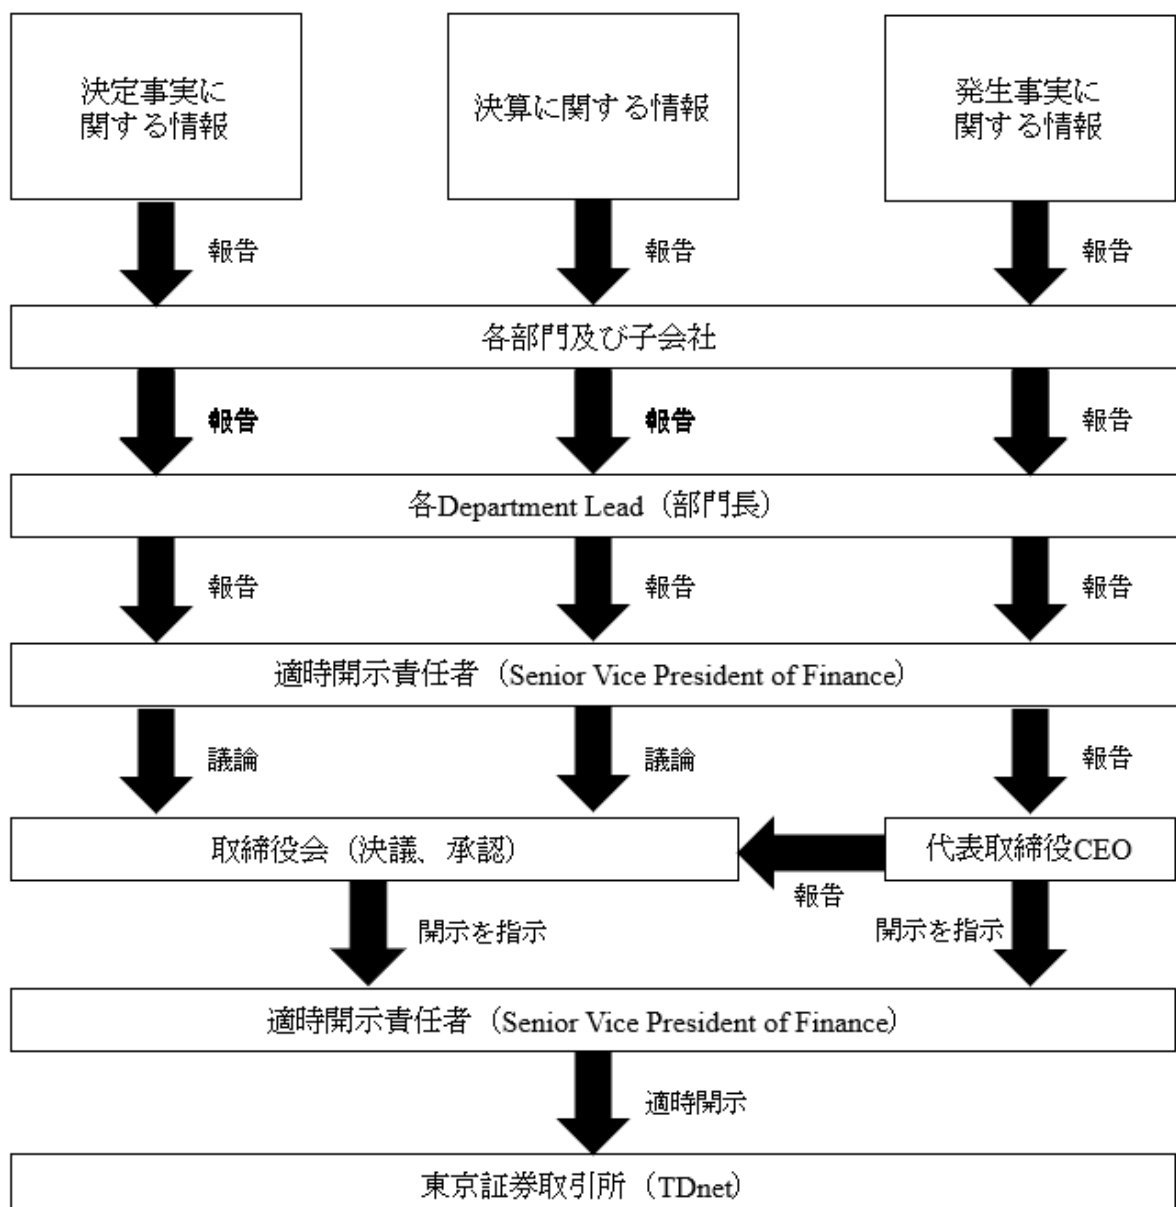 決定事実に
関する情報
決算に関する情報
発生事実に
関する情報
報告
報告
報告
各部門及び子会社
報告
報告
報告
各Department Lead（部門長）
報告
報告
報告
適時開示責任者（Senior Vice President of Finance）
議論
議論
報告
取締役会（決議、承認）
代表取締役CEO
報告
開示を指示
開示を指示
適時開示責任者（Senior Vice President of Finance）
適時開示
東京証券取引所（TDnet）